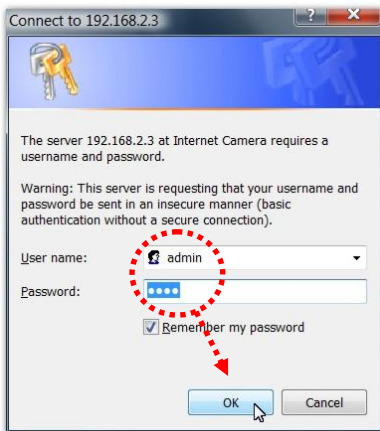 Connect to 192.168.2.3
The server 192.168.2.3 at Internet Camera requires a
username and password.
Warning: This server is requesting that your username and
password be sent in an insecure manner (basic
authentication without a secure connection).
User name: admin
Password: ●●●●
Remember my password
OK Cancel